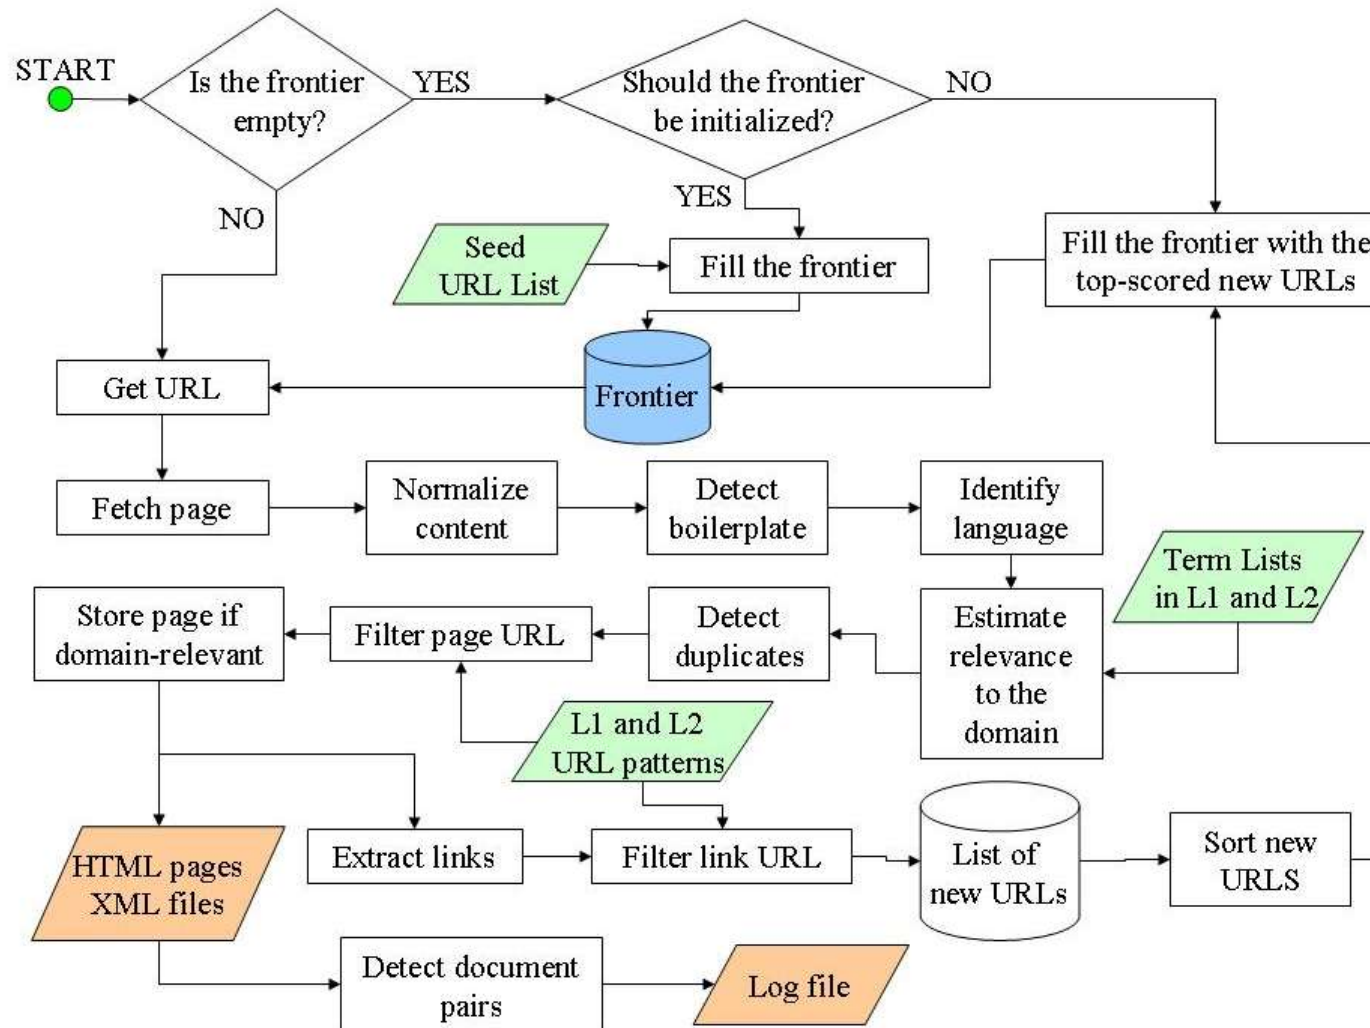 START
Is the frontier
empty?
YES
Should the frontier
be initialized?
NO
NO
YES
Seed
URL List
Fill the frontier
Fill the frontier with the
top-scored new URLs
Get URL
Frontier
Fetch page
Normalize
content
Detect
boilerplate
Identify
language
Term Lists
in L1 and L2
Store page if
domain-relevant
Filter page URL
Detect
duplicates
Estimate
relevance
to the
domain
L1 and L2
URL patterns
HTML pages
XML files
Extract links
Filter link URL
List of
new URLs
Sort new
URLS
Detect document
pairs
Log file